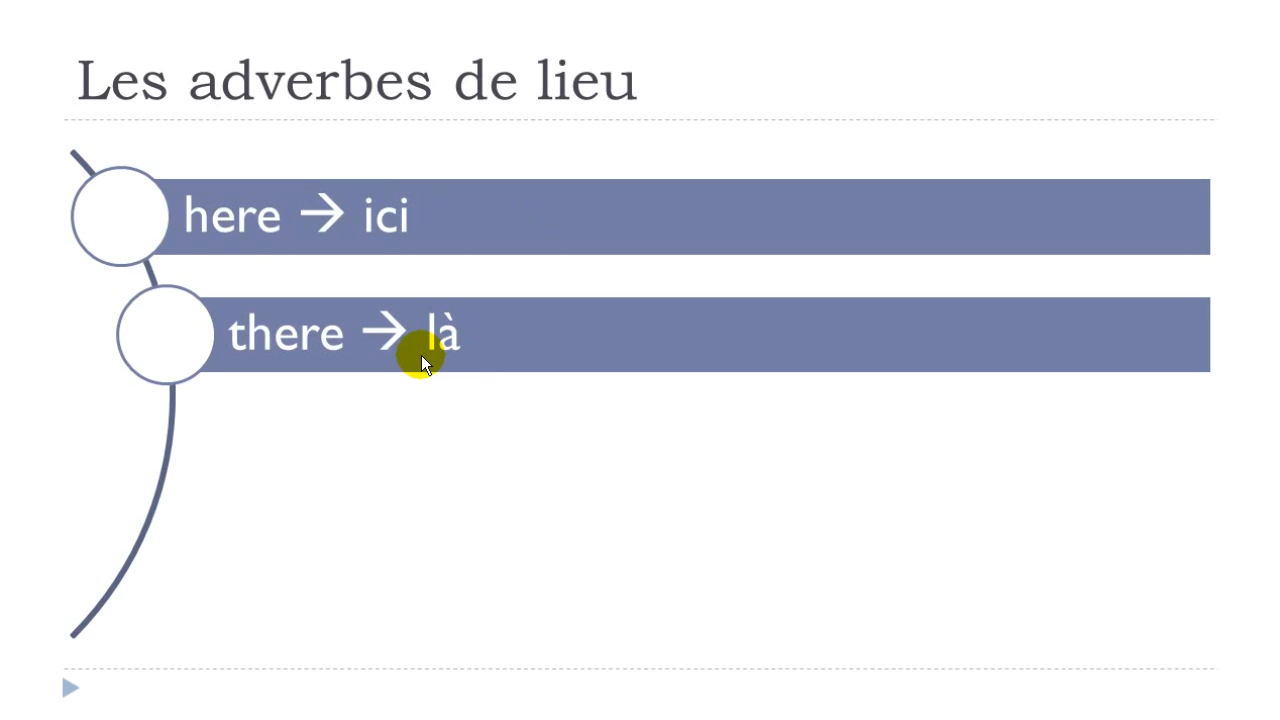 Les adverbes de lieu
here → ici
there → là